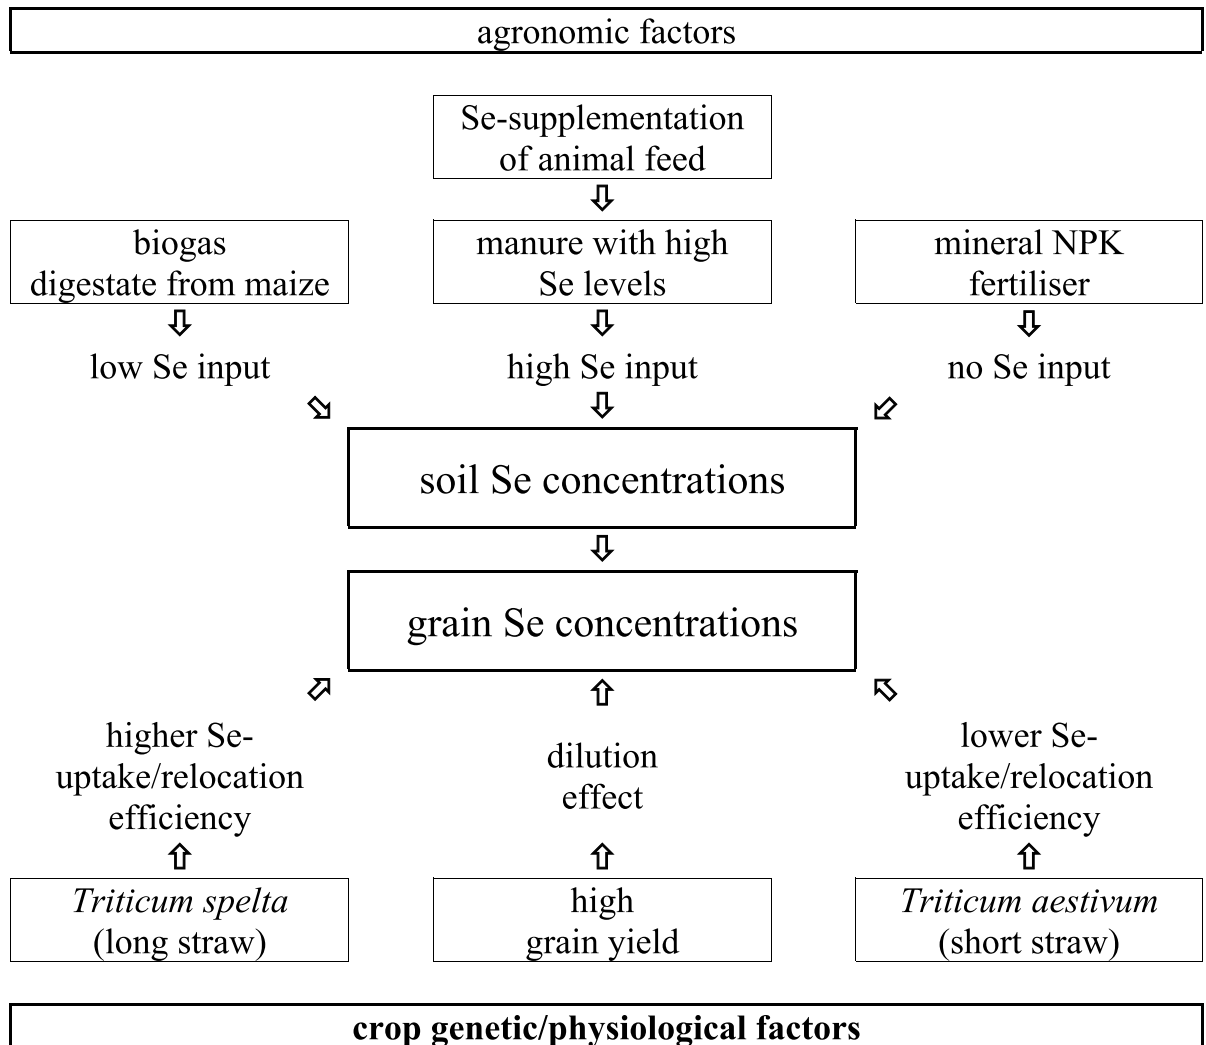 agronomic factors
Se-supplementation
of animal feed
biogas
digestate from maize
manure with high
Se levels
mineral NPK
fertiliser
low Se input
high Se input
no Se input
soil Se concentrations
grain Se concentrations
higher Se-
uptake/relocation
efficiency
dilution
effect
lower Se-
uptake/relocation
efficiency
Triticum spelta
(long straw)
high
grain yield
Triticum aestivum
(short straw)
crop genetic/physiological factors